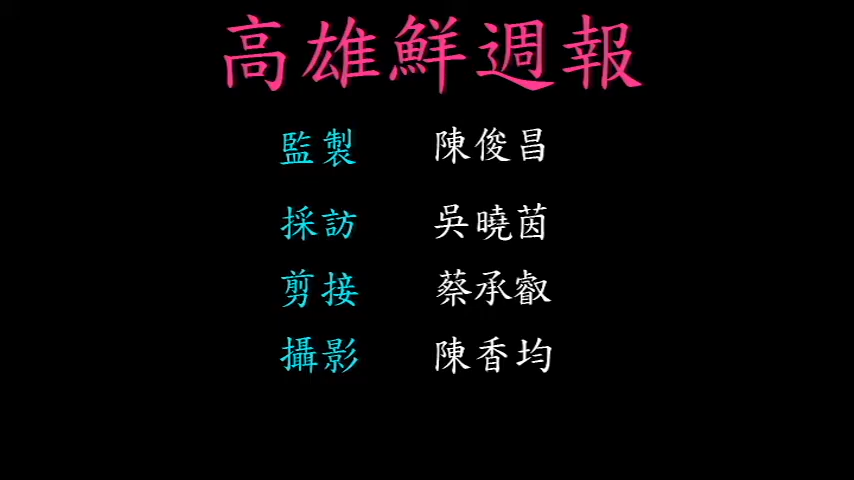 高雄鮮週報
監製 陳俊昌
採訪 吳曉茵
剪接 蔡承叡
攝影 陳香均